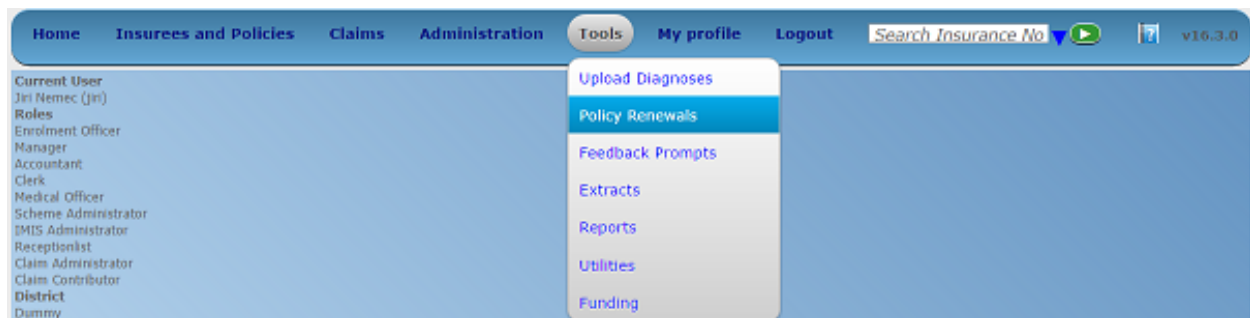 Home Insurees and Policies Claims Administration Tools My profile Logout Search Insurance No ? v16.3.0
Current User
Jiri Nemec (jiri)
Roles
Enrolment Officer
Manager
Accountant
Clerk
Medical Officer
Scheme Administrator
IMIS Administrator
Receptionlist
Claim Administrator
Claim Contributor
District
Dummy
Upload Diagnoses
Policy Renewals
Feedback Prompts
Extracts
Reports
Utilities
Funding